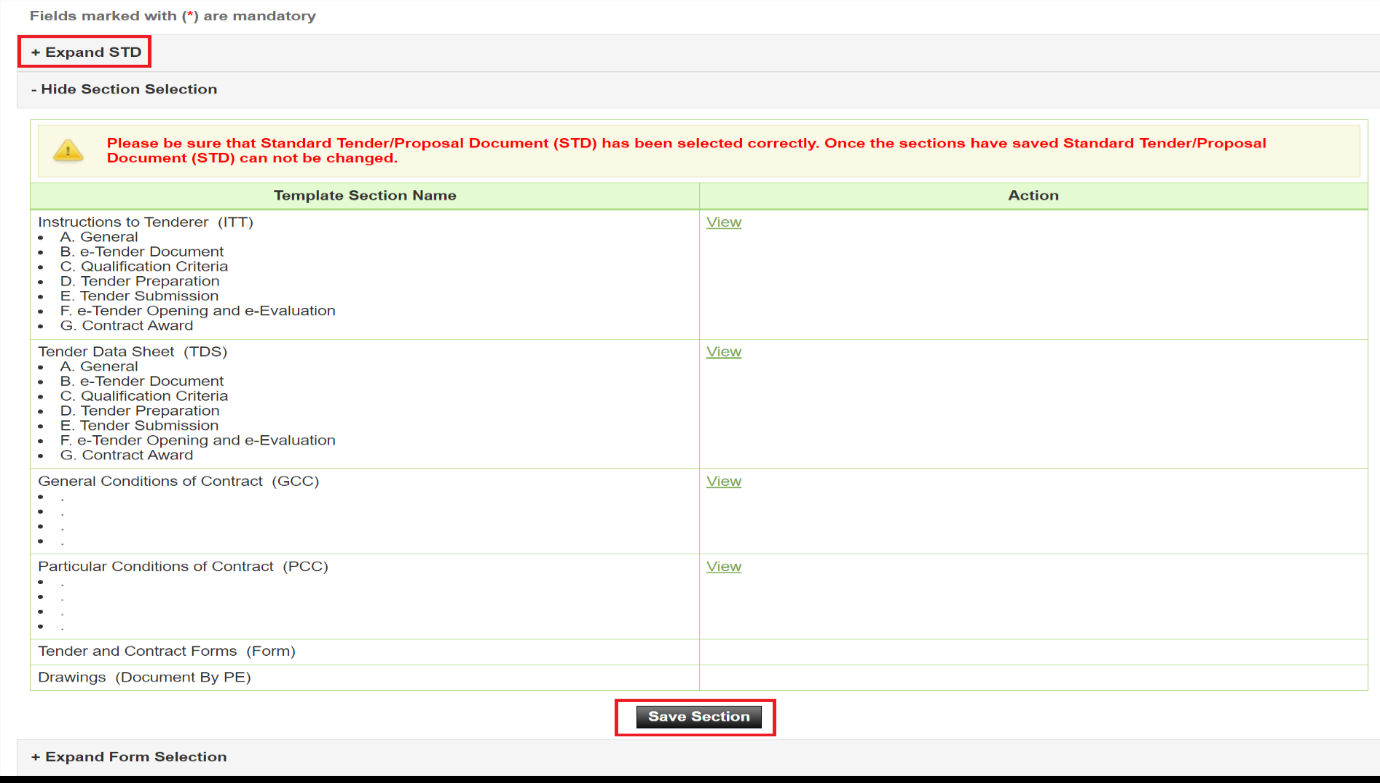 Fields marked with (*) are mandatory
+ Expand STD
- Hide Section Selection
Please be sure that Standard Tender/Proposal Document (STD) has been selected correctly. Once the sections have saved Standard Tender/Proposal
Document (STD) can not be changed.
Template Section Name Action
Instructions to Tenderer (ITT) View
• A. General
• B. e-Tender Document
• C. Qualification Criteria
• D. Tender Preparation
• E. Tender Submission
• F. e-Tender Opening and e-Evaluation
• G. Contract Award
Tender Data Sheet (TDS) View
• A. General
• B. e-Tender Document
• C. Qualification Criteria
• D. Tender Preparation
• E. Tender Submission
• F. e-Tender Opening and e-Evaluation
• G. Contract Award
General Conditions of Contract (GCC) View
• .
• .
• .
• .
Particular Conditions of Contract (PCC) View
• .
• .
• .
• .
Tender and Contract Forms (Form)
Drawings (Document By PE)
Save Section
+ Expand Form Selection